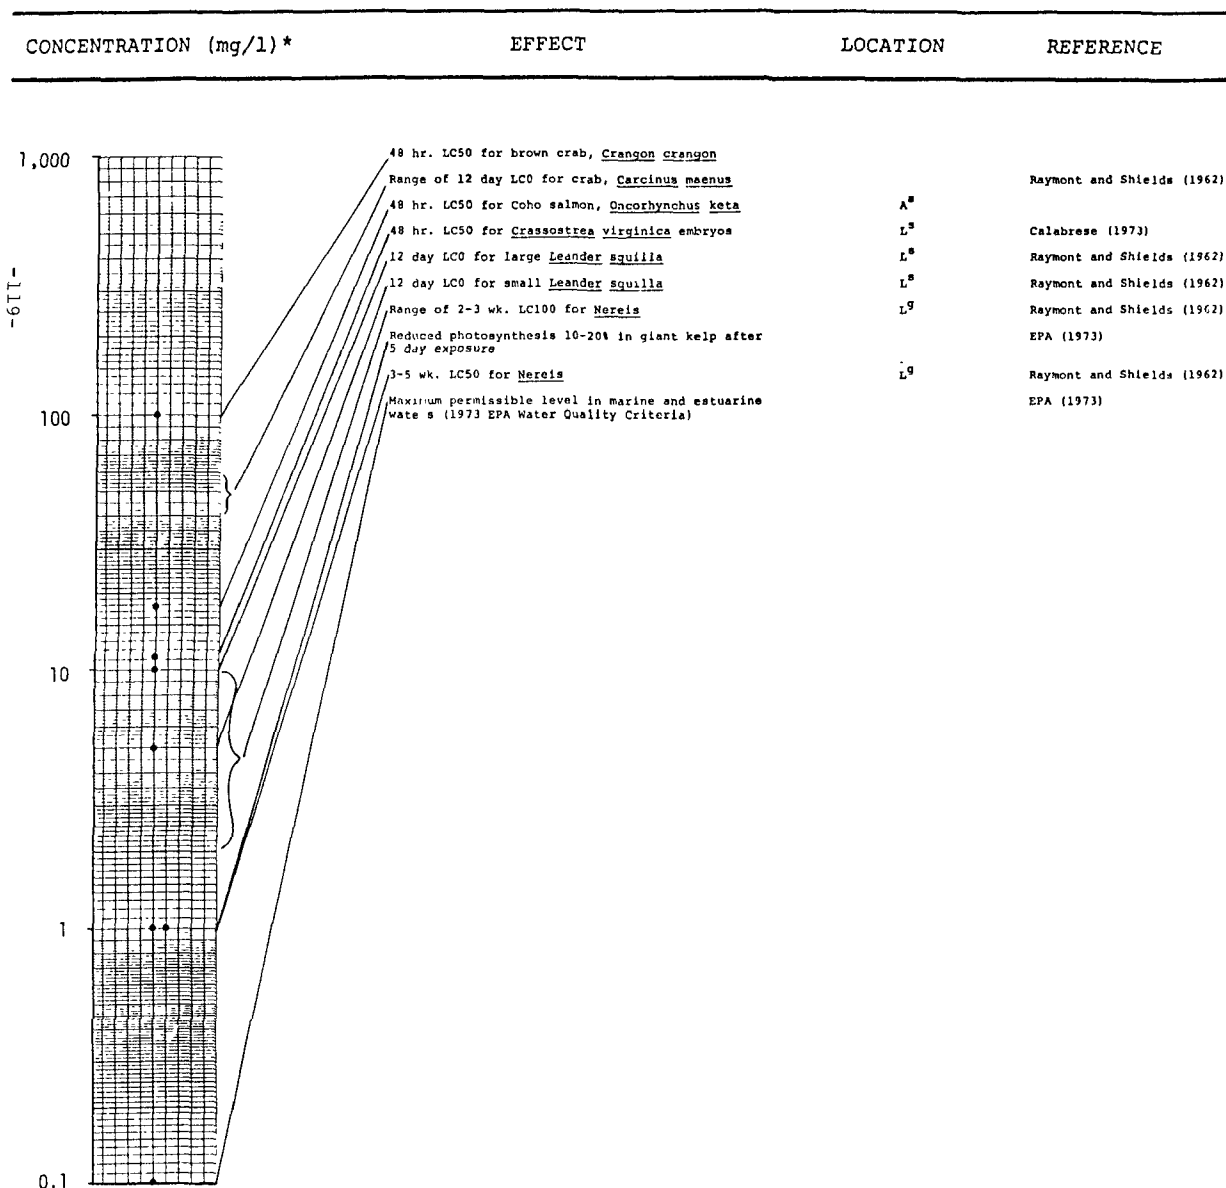 CONCENTRATION (mg/l)* EFFECT LOCATION REFERENCE
-119-
1,000
100
10
1
0.1
48 hr. LC50 for brown crab, Crangon crangon
Range of 12 day LC0 for crab, Carcinus maenus Raymont and Shields (1962)
48 hr. LC50 for Coho salmon, Oncorhynchus keta A^s
48 hr. LC50 for Crassostrea virginica embryos L^s Calabrese (1973)
12 day LC0 for large Leander squilla L^s Raymont and Shields (1962)
12 day LC0 for small Leander squilla L^s Raymont and Shields (1962)
Range of 2-3 wk. LC100 for Nereis L^g Raymont and Shields (1962)
Reduced photosynthesis 10-20% in giant kelp after EPA (1973)
5 day exposure
3-5 wk. LC50 for Nereis L^g Raymont and Shields (1962)
Maximum permissible level in marine and estuarine EPA (1973)
wate s (1973 EPA Water Quality Criteria)